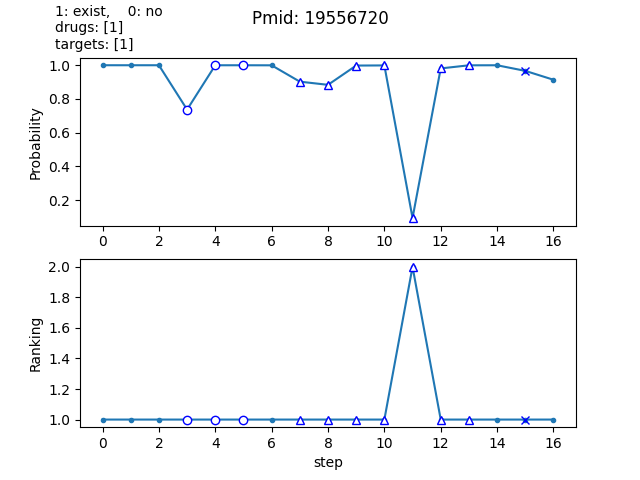 1: exist,    0: no
drugs: [1]
targets: [1]
Pmid: 19556720
1.0
0.8
0.6
0.4
0.2
Probability
0 2 4 6 8 10 12 14 16
2.0
1.8
1.6
1.4
1.2
1.0
Ranking
0 2 4 6 8 10 12 14 16
step